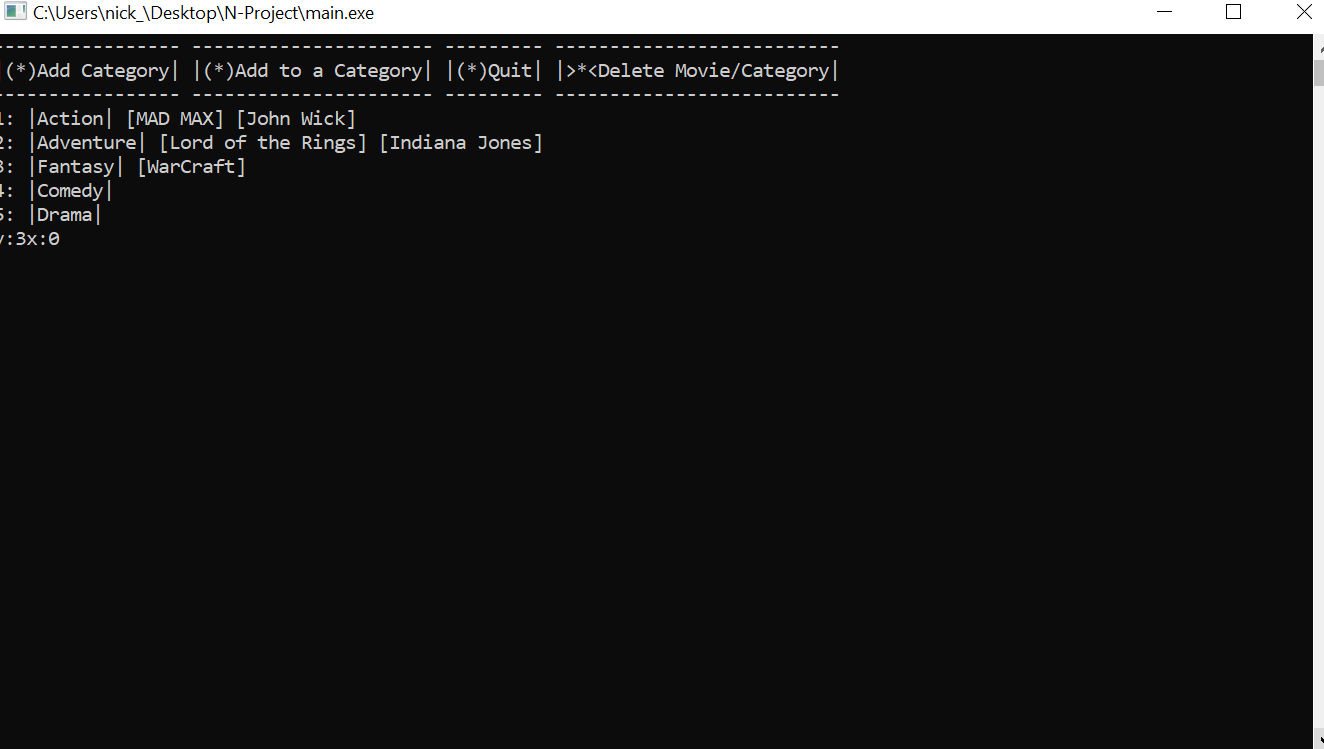 C:\Users\nick_\Desktop\N-Project\main.exe
----------------- ---------------------- --------- --------------------------
|(*)Add Category| |(*)Add to a Category| |(*)Quit| |>*<Delete Movie/Category|
----------------- ---------------------- --------- --------------------------
1: |Action| [MAD MAX] [John Wick]
2: |Adventure| [Lord of the Rings] [Indiana Jones]
3: |Fantasy| [WarCraft]
4: |Comedy|
5: |Drama|
y:3x:0